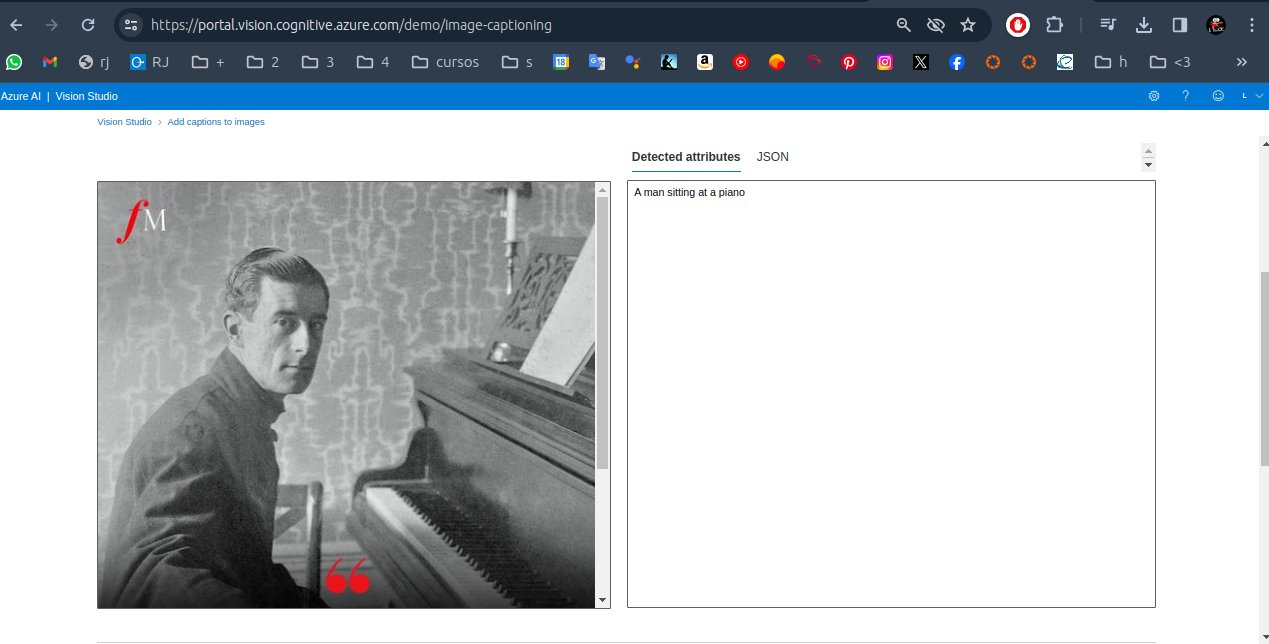 https://portal.vision.cognitive.azure.com/demo/image-captioning
rj RJ + 2 3 4 cursos s 18 h <3 »
Azure AI | Vision Studio ? L
Vision Studio > Add captions to images
Detected attributes JSON
fM
A man sitting at a piano
“